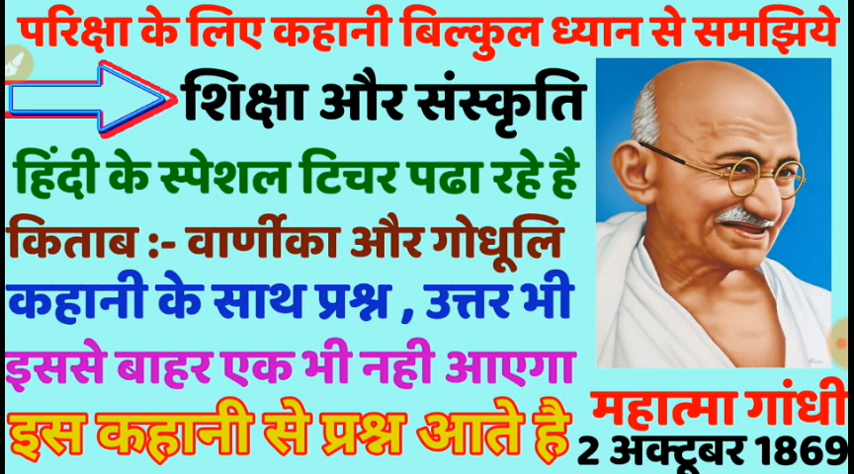 परिक्षा के लिए कहानी बिल्कुल ध्यान से समझिये
शिक्षा और संस्कृति
हिंदी के स्पेशल टिचर पढा रहे है
किताब :- वार्णीका और गोधूलि
कहानी के साथ प्रश्न , उत्तर भी
इससे बाहर एक भी नही आएगा
इस कहानी से प्रश्न आते है
महात्मा गांधी
2 अक्टूबर 1869